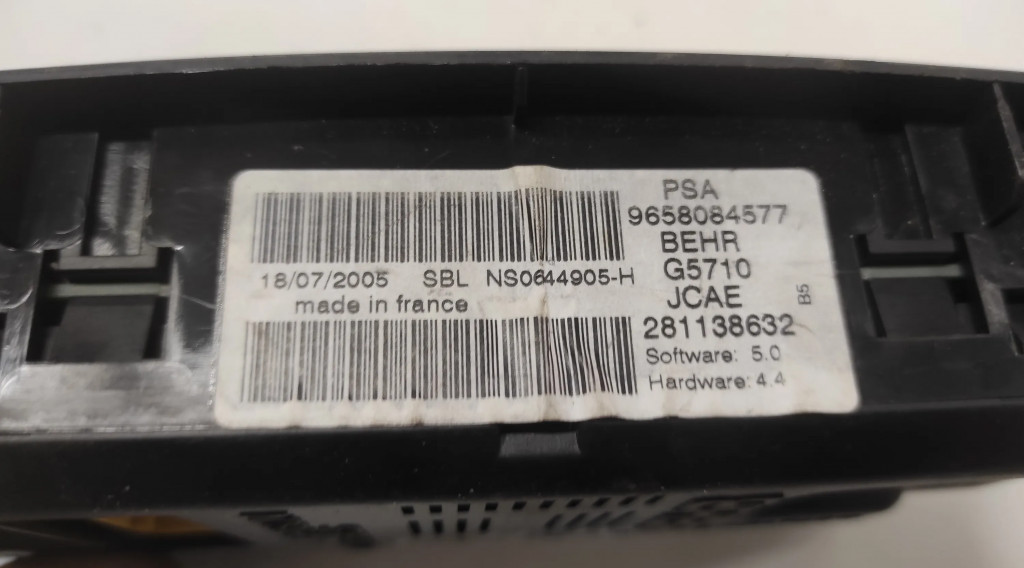 PSA
9658084577
BEHR
G5710
JCAE
281138632
Software: 5.0
Hardware: 4.4
B5
18/07/2005 SBL NS0644905-H
made in france